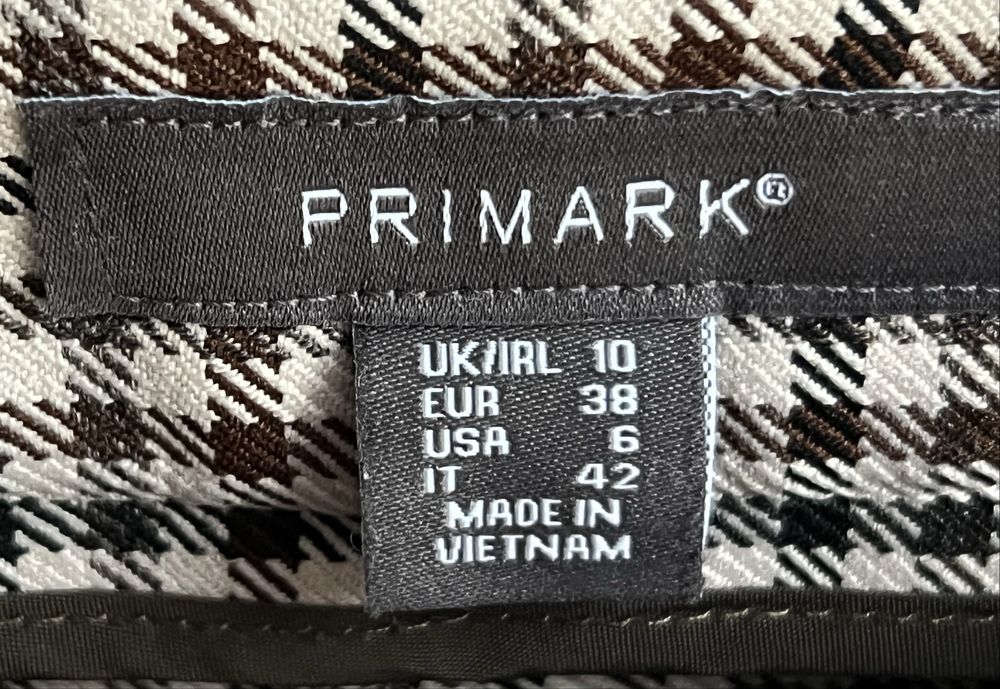 PRIMARK®
UK/IRL 10
EUR 38
USA 6
IT 42
MADE IN
VIETNAM